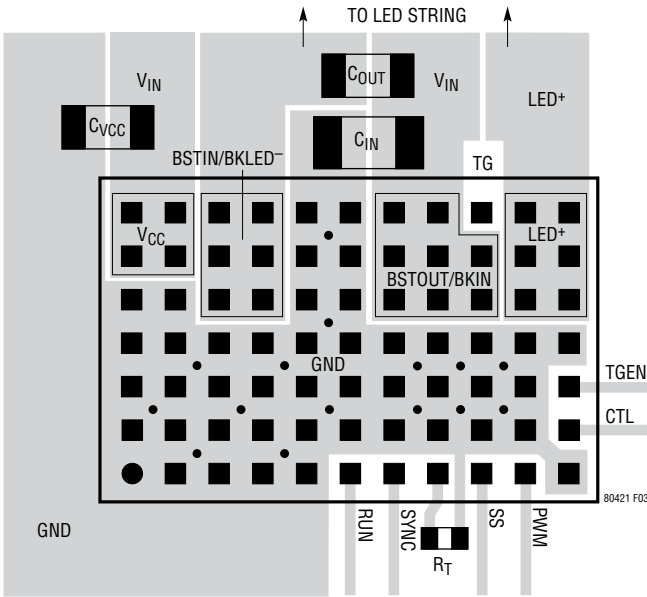 TO LED STRING
VIN
COUT
VIN
LED+
CVCC
CIN
BSTIN/BKLED–
TG
VCC
LED+
BSTOUT/BKIN
GND
TGEN
CTL
80421 F03
GND
RUN
SYNC
RT
SS
PWM